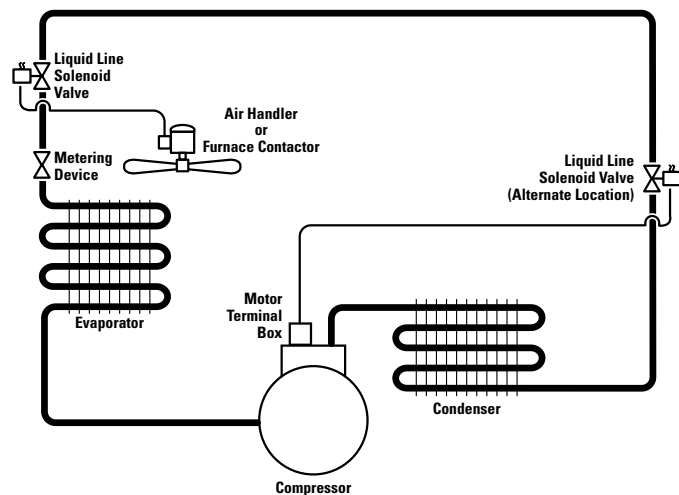 Liquid Line
Solenoid
Valve
Air Handler
or
Furnace Contactor
Metering
Device
Liquid Line
Solenoid Valve
(Alternate Location)
Evaporator
Motor
Terminal
Box
Condenser
Compressor